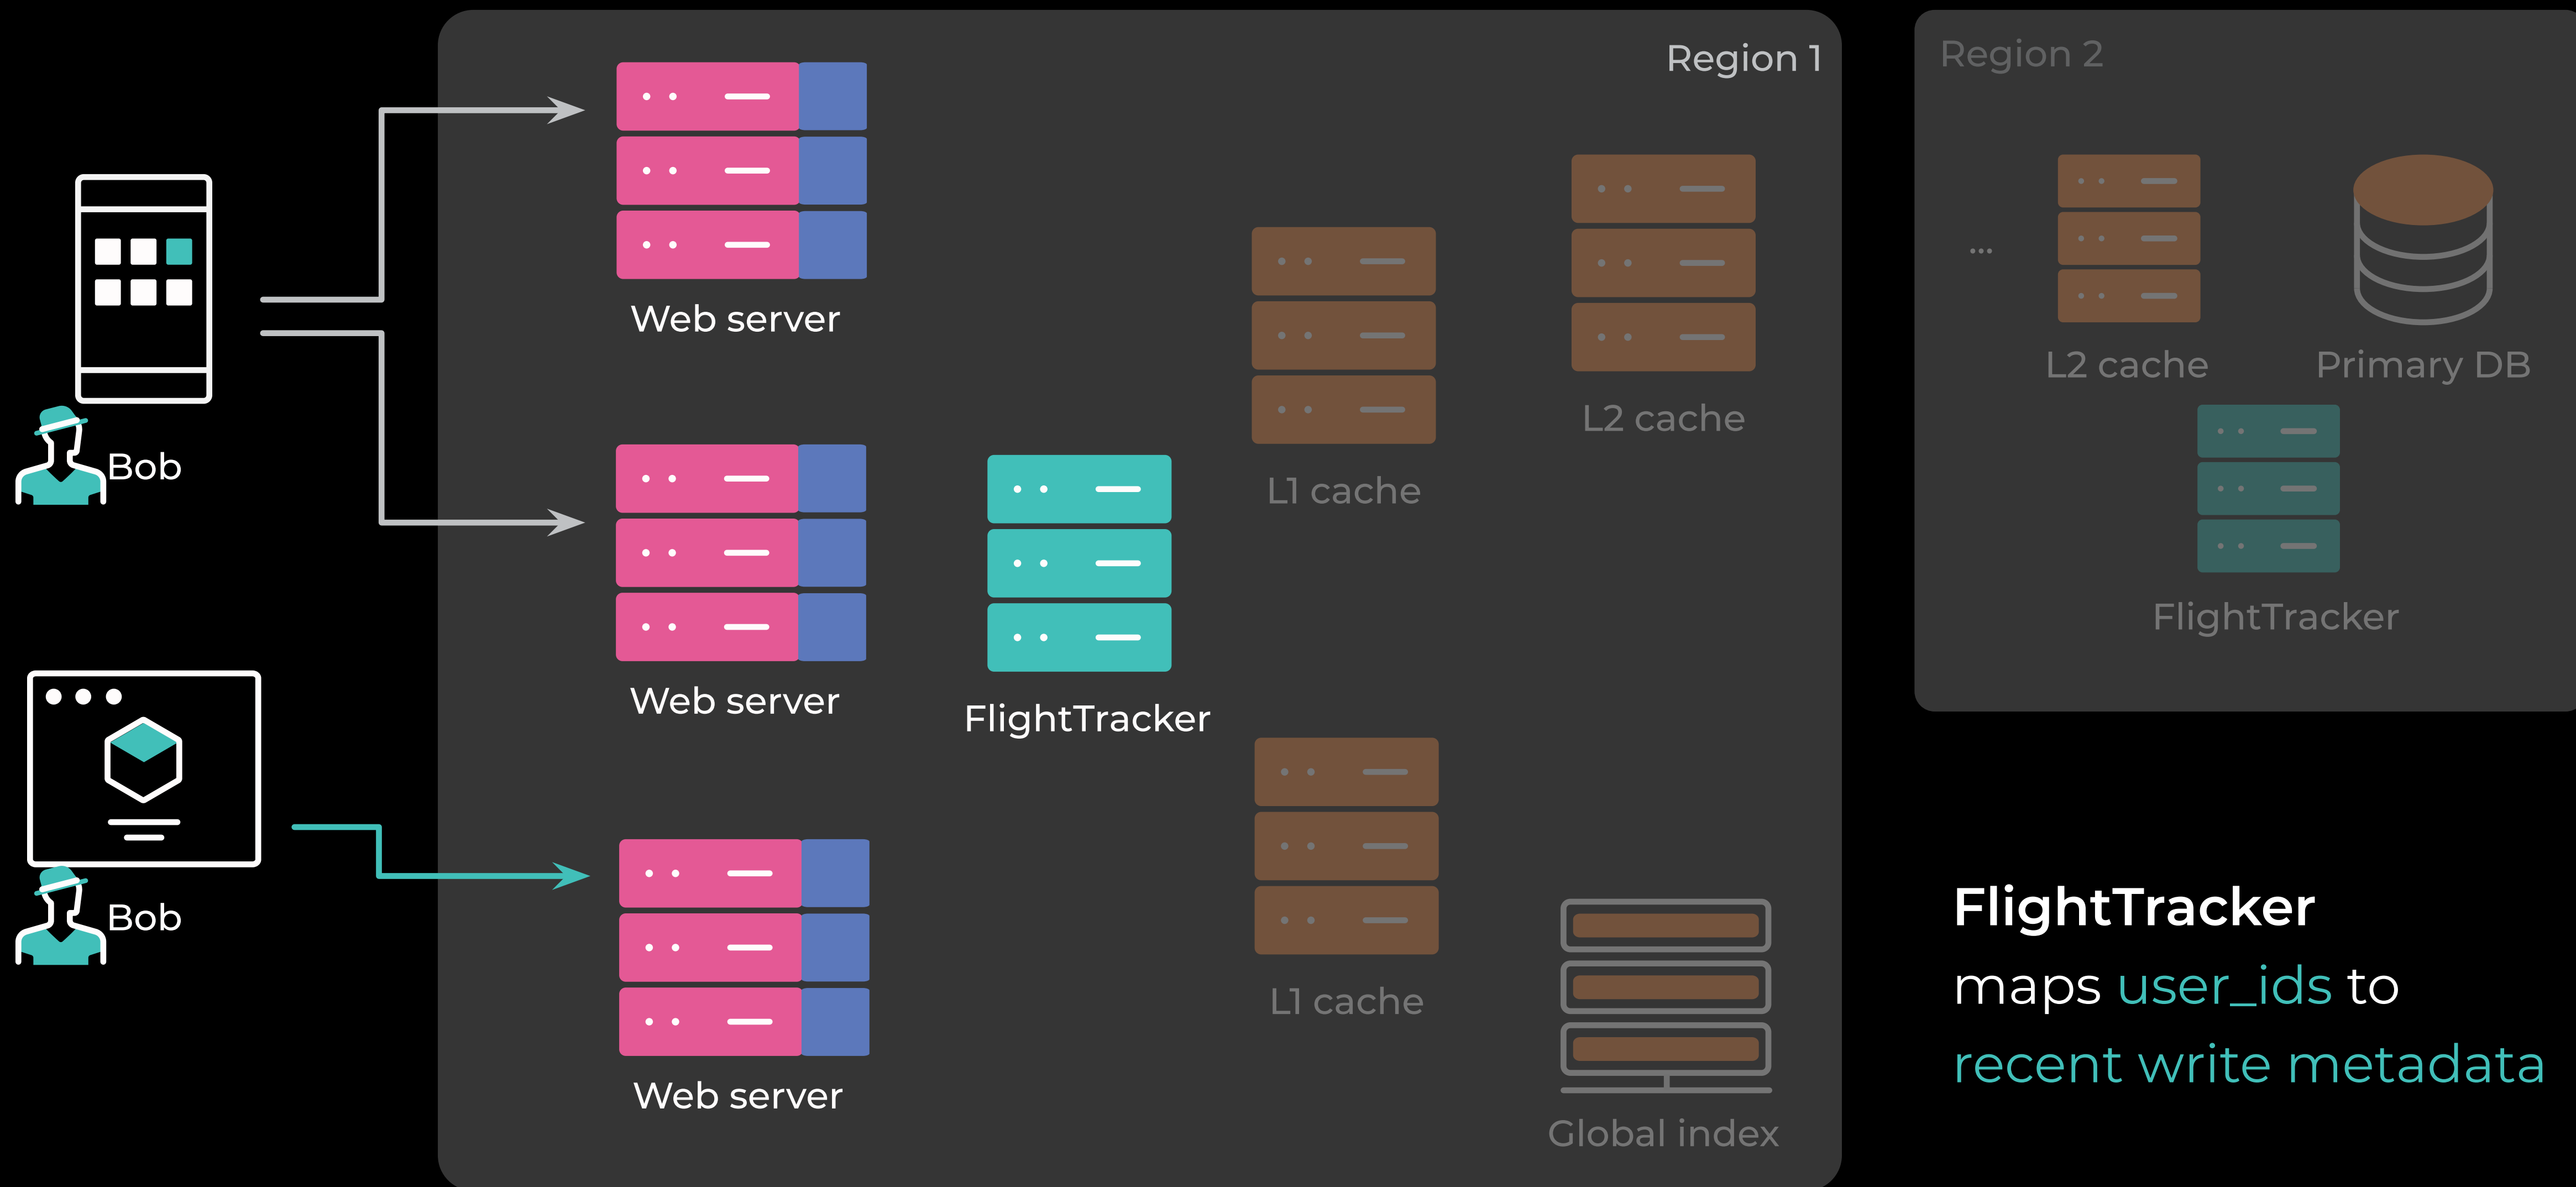 Region 1
Region 2
Web server
L2 cache
Primary DB
L2 cache
Bob
L1 cache
FlightTracker
Web server
FlightTracker
Bob
L1 cache
Web server
Global index
...
FlightTracker
maps user_ids to
recent write metadata